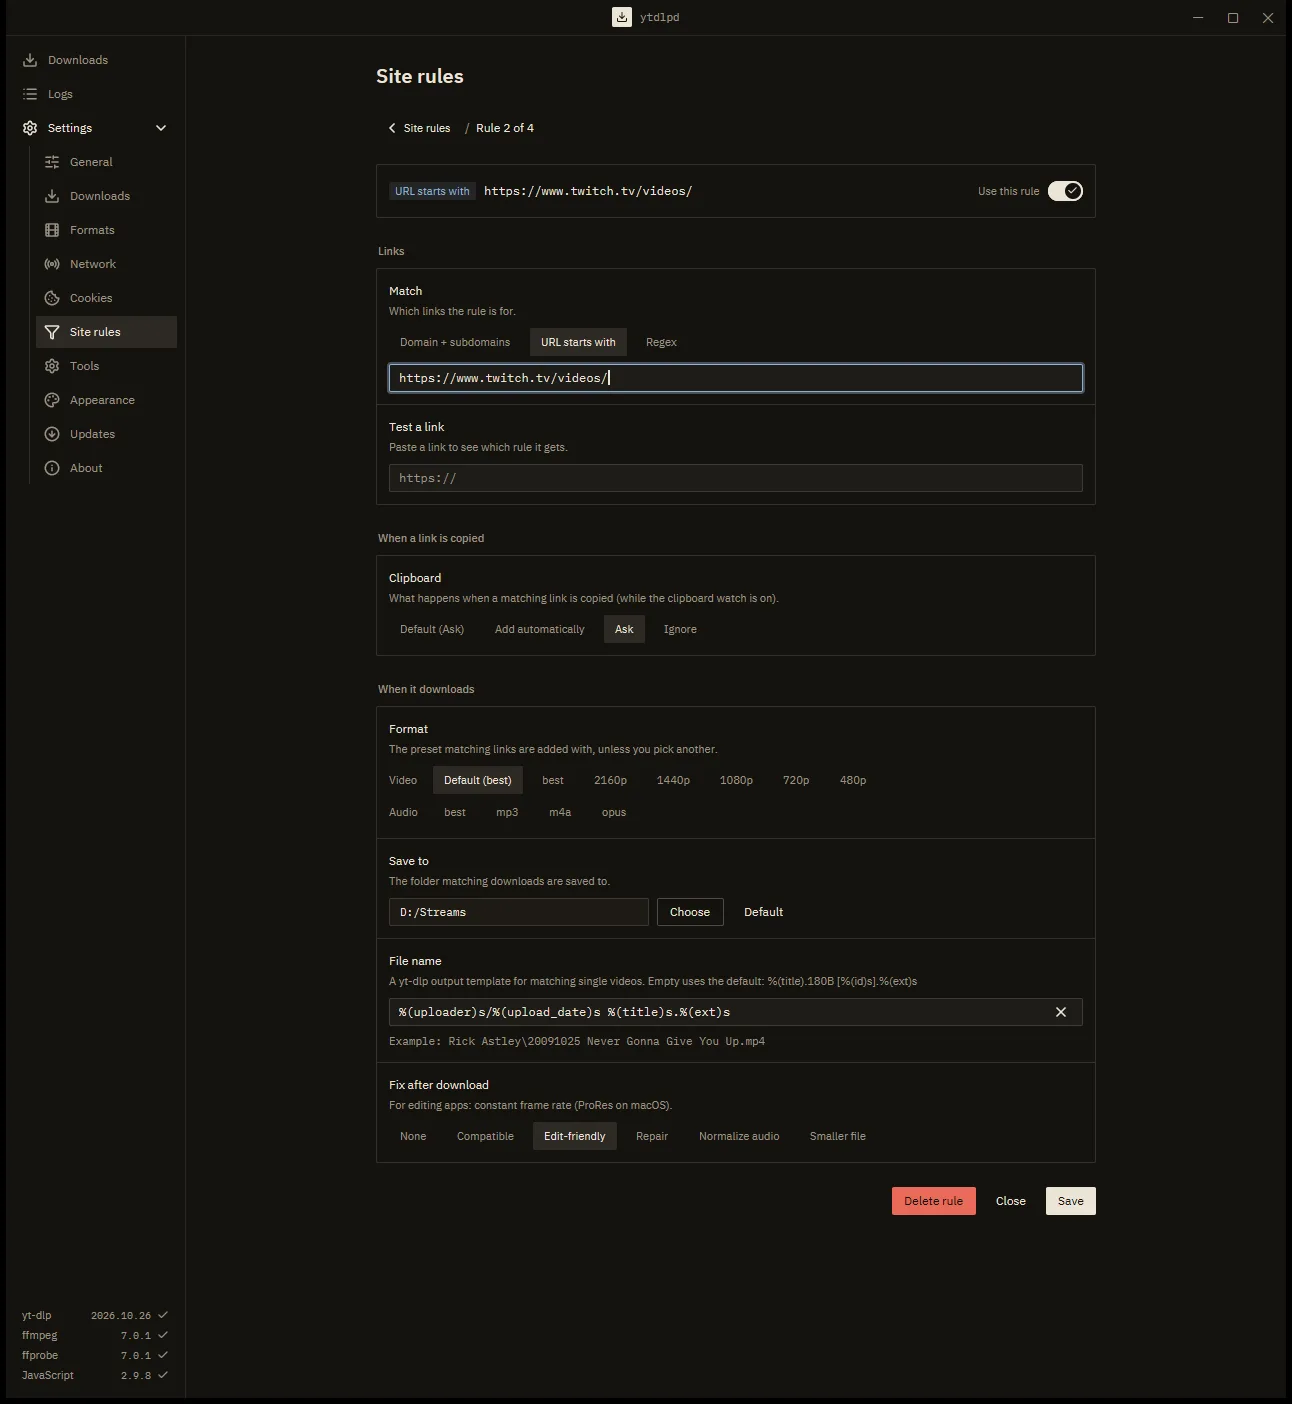 ytdlpd
Downloads
Logs
Settings
General
Downloads
Formats
Network
Cookies
Site rules
Tools
Appearance
Updates
About
yt-dlp 2026.10.26
ffmpeg 7.0.1
ffprobe 7.0.1
JavaScript 2.9.8
Site rules
Site rules / Rule 2 of 4
URL starts with https://www.twitch.tv/videos/ Use this rule
Links
Match
Which links the rule is for.
Domain + subdomains URL starts with Regex
https://www.twitch.tv/videos/
Test a link
Paste a link to see which rule it gets.
https://
When a link is copied
Clipboard
What happens when a matching link is copied (while the clipboard watch is on).
Default (Ask) Add automatically Ask Ignore
When it downloads
Format
The preset matching links are added with, unless you pick another.
Video Default (best) best 2160p 1440p 1080p 720p 480p
Audio best mp3 m4a opus
Save to
The folder matching downloads are saved to.
D:/Streams Choose Default
File name
A yt-dlp output template for matching single videos. Empty uses the default: %(title).180B [%(id)s].%(ext)s
%(uploader)s/%(upload_date)s %(title)s.%(ext)s
Example: Rick Astley\20091025 Never Gonna Give You Up.mp4
Fix after download
For editing apps: constant frame rate (ProRes on macOS).
None Compatible Edit-friendly Repair Normalize audio Smaller file
Delete rule Close Save